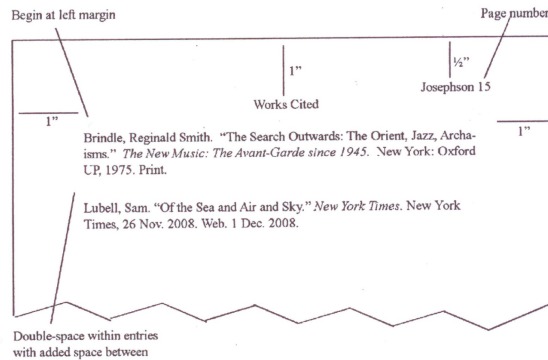 Begin at left margin
Page number
1”
½”
Josephson 15
Works Cited
1”
1”
Brindle, Reginald Smith. “The Search Outwards: The Orient, Jazz, Archa-
isms.” The New Music: The Avant-Garde since 1945. New York: Oxford
UP, 1975. Print.
Lubell, Sam. “Of the Sea and Air and Sky.” New York Times. New York
Times, 26 Nov. 2008. Web. 1 Dec. 2008.
Double-space within entries
with added space between